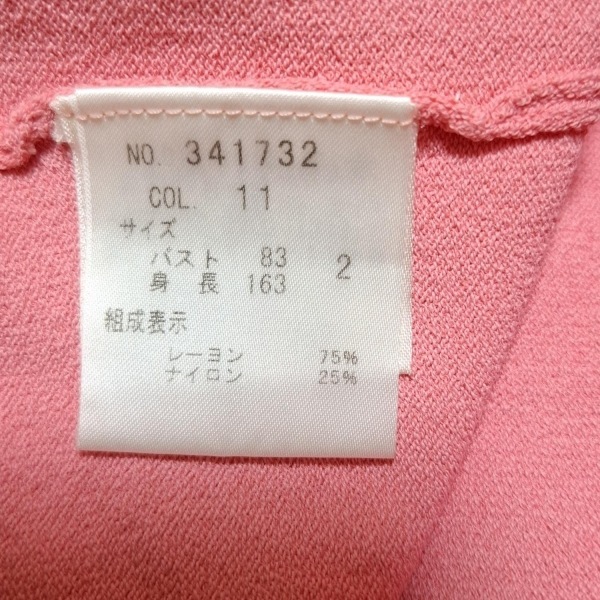 NO. 341732
COL. 11
サイズ
バスト 83
身 長 163 2
組成表示
レーヨン 75%
ナイロン 25%